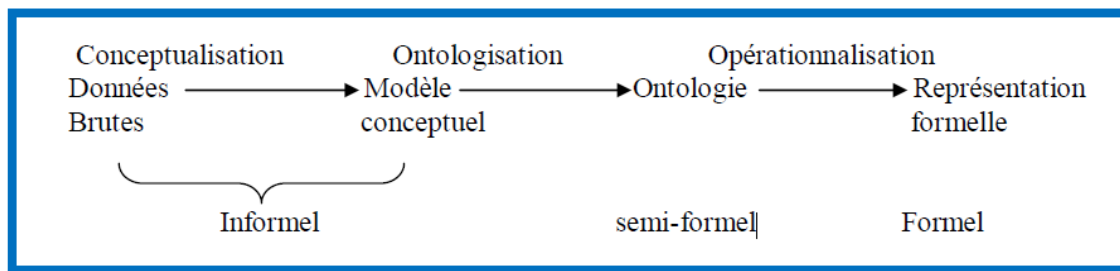 Conceptualisation Ontologisation Opérationnalisation
Données Modèle Ontologie Représentation
Brutes conceptuel formelle
Informel semi-formel Formel